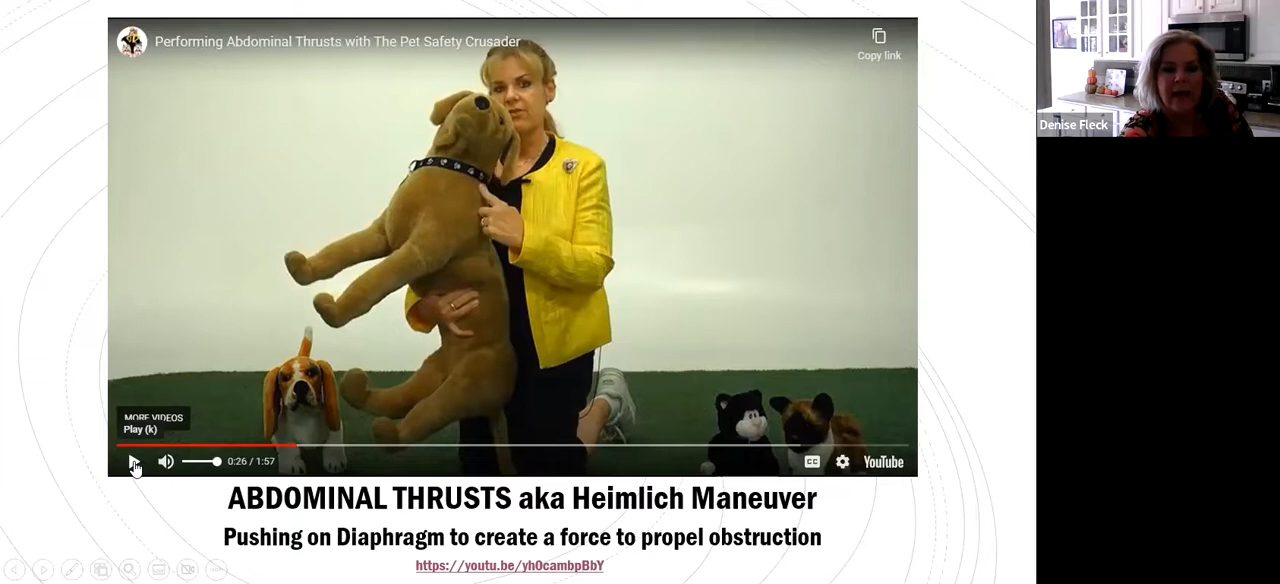 Performing Abdominal Thrusts with The Pet Safety Crusader
Copy link
Denise Fleck
MORE VIDEOS
Play (k)
0:26 / 1:57
CC
YouTube
ABDOMINAL THRUSTS aka Heimlich Maneuver
Pushing on Diaphragm to create a force to propel obstruction
https://youtu.be/yh0cambpBbY